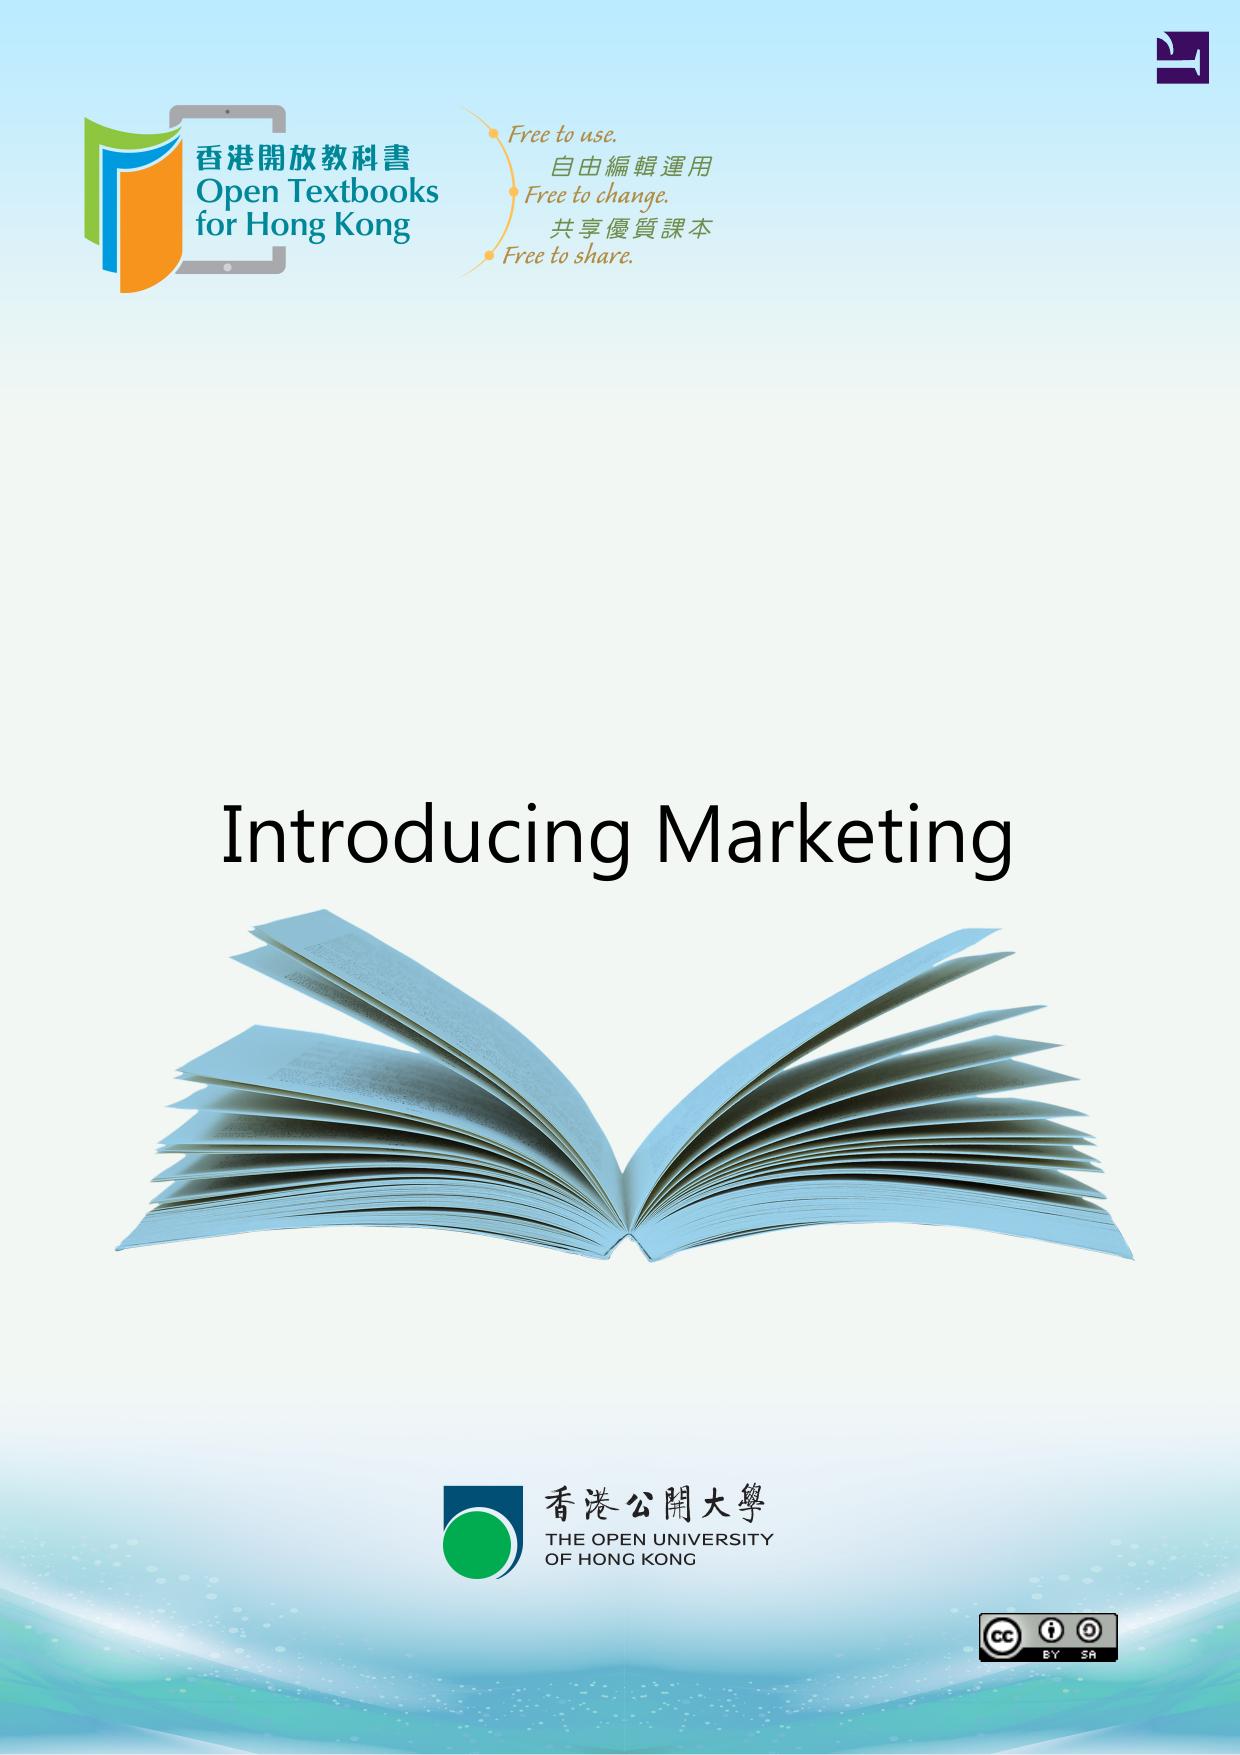 香港開放教科書
Open Textbooks
for Hong Kong
Free to use.
自由編輯運用
Free to change.
共享優質課本
Free to share.
Introducing Marketing
香港公開大學
THE OPEN UNIVERSITY
OF HONG KONG
cc
BY SA